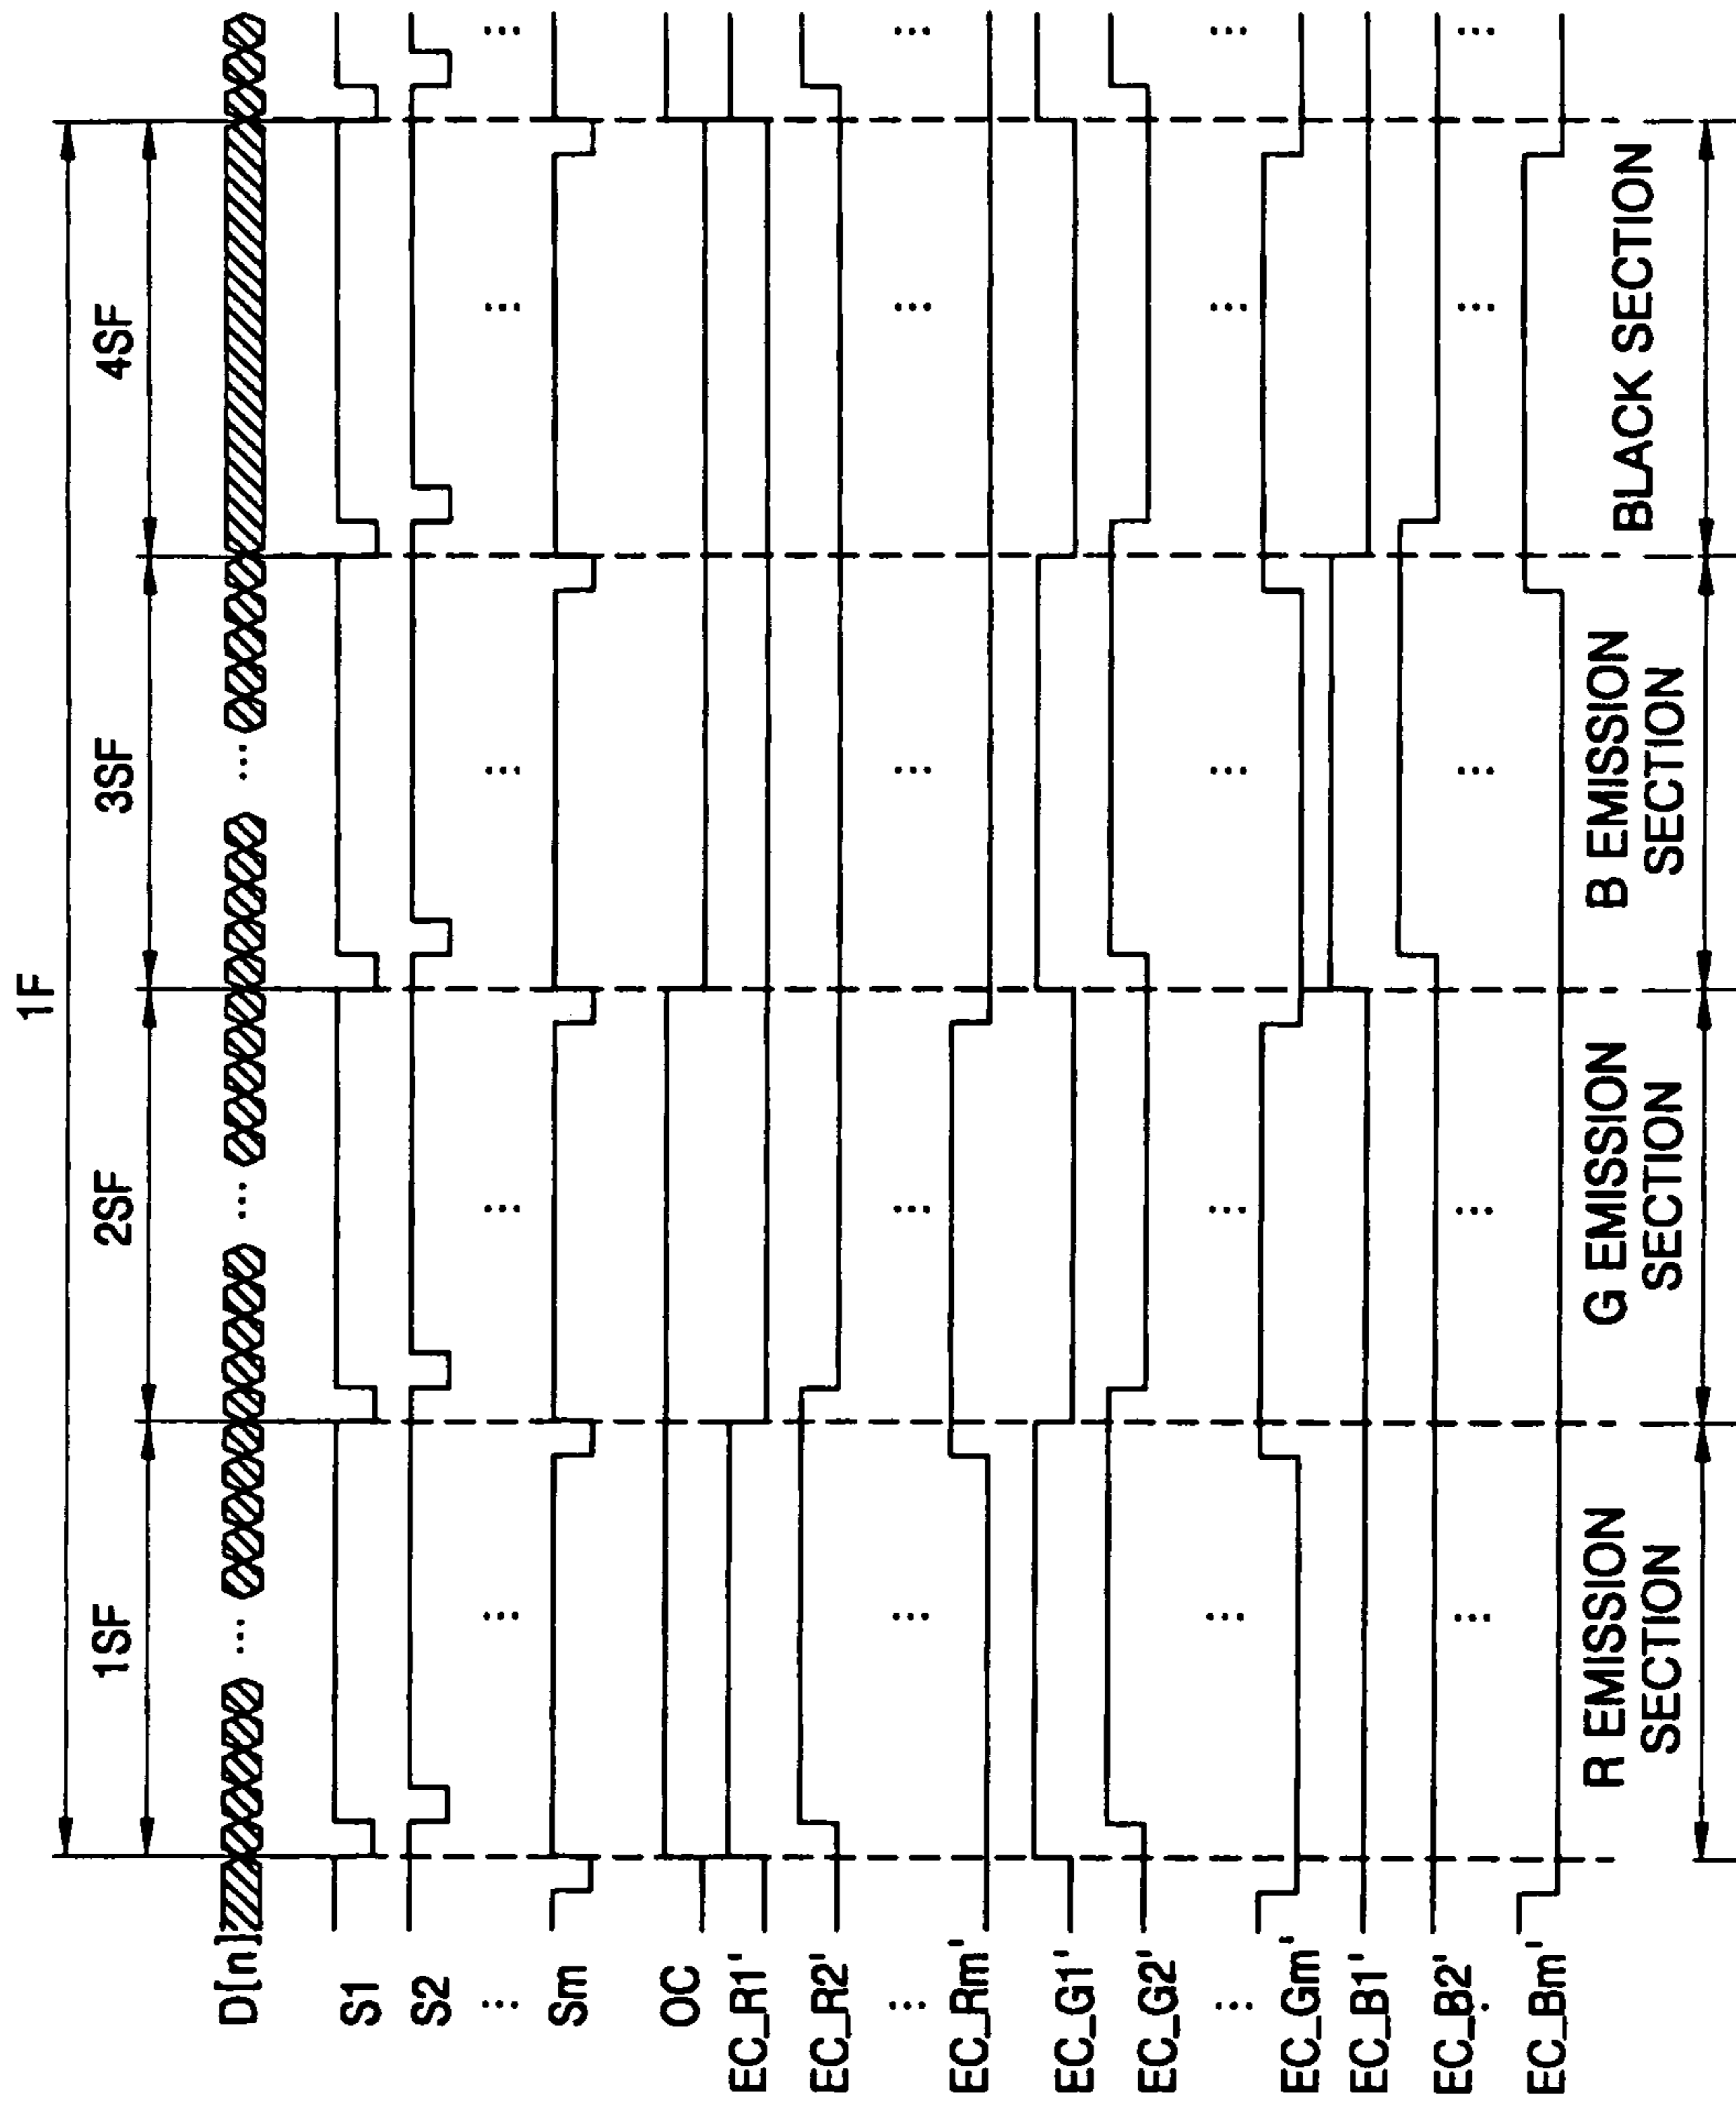 1F
1SF 2SF 3SF 4SF
D[n] ... ... ...
S1
S2
... ... ... ... ... ...
Sm
OC
EC_R1'
EC_R2'
... ... ... ... ... ...
EC_Rm'
EC_G1'
EC_G2'
... ... ... ... ... ...
EC_Gm'
EC_B1'
EC_B2'
... ... ... ... ... ...
EC_Bm'
R EMISSION SECTION
G EMISSION SECTION
B EMISSION SECTION
BLACK SECTION